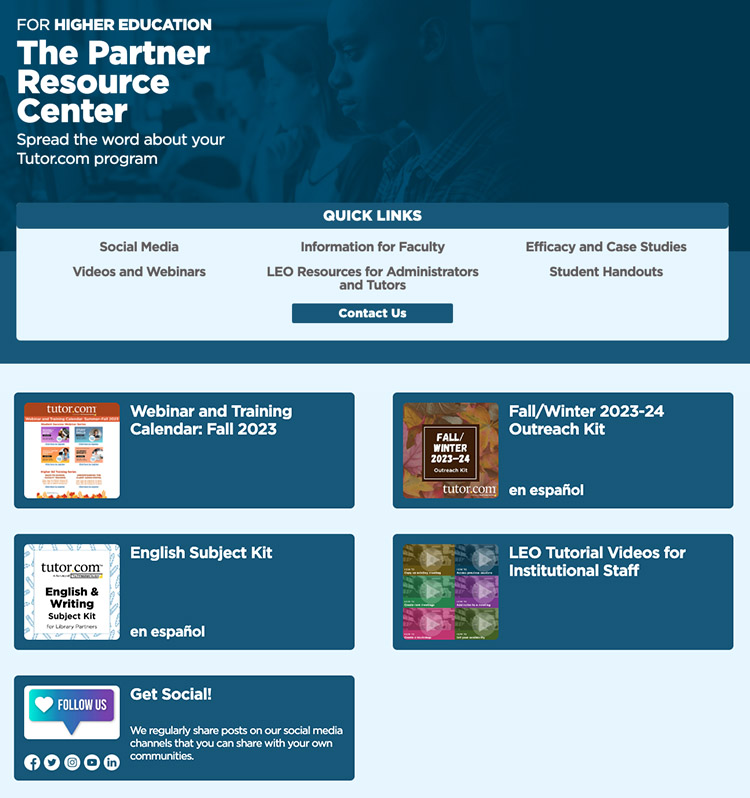 FOR HIGHER EDUCATION
The Partner
Resource
Center
Spread the word about your
Tutor.com program
QUICK LINKS
Social Media
Information for Faculty
Efficacy and Case Studies
Videos and Webinars
LEO Resources for Administrators
and Tutors
Student Handouts
Contact Us
tutor.com
Webinar and Training Calendar: Summer-Fall 2023
Webinar and Training
Calendar: Fall 2023
FALL/
WINTER
2023–24
Outreach Kit
tutor.com
Fall/Winter 2023-24
Outreach Kit
en español
tutor.com
English &
Writing
Subject Kit
for Library Partners
English Subject Kit
en español
LEO Tutorial Videos for
Institutional Staff
FOLLOW US
Get Social!
We regularly share posts on our social media
channels that you can share with your own
communities.